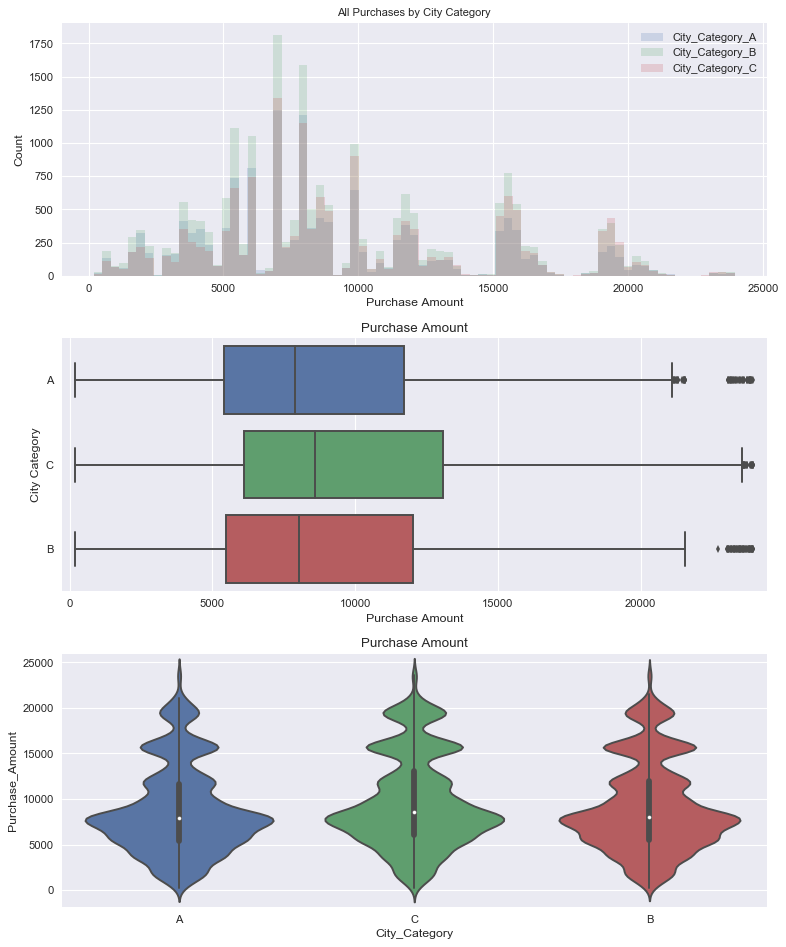 All Purchases by City Category
1750
1500
1250
1000
750
500
250
0
Count
City_Category_A
City_Category_B
City_Category_C
0 5000 10000 15000 20000 25000
Purchase Amount
Purchase Amount
A
C
B
City Category
0 5000 10000 15000 20000
Purchase Amount
Purchase Amount
25000
20000
15000
10000
5000
0
Purchase_Amount
A C B
City_Category